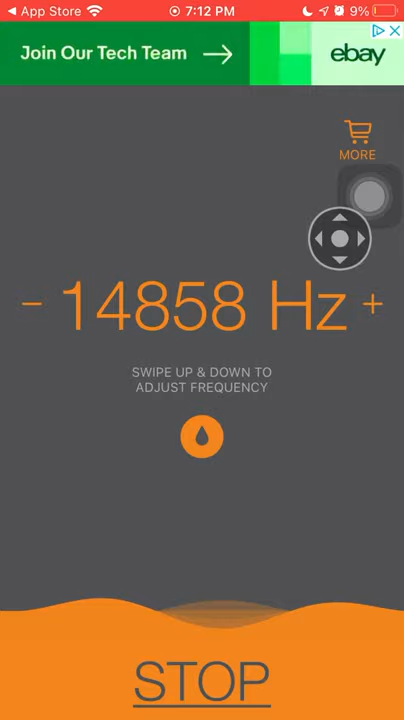 ◀ App Store 7:12 PM 9%
Join Our Tech Team → ebay
MORE
- 14858 Hz +
SWIPE UP & DOWN TO
ADJUST FREQUENCY
STOP